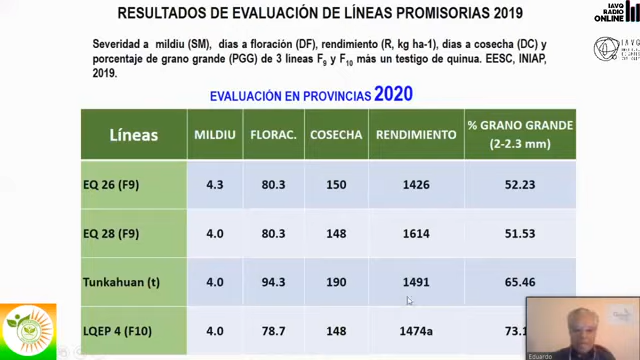 RESULTADOS DE EVALUACIÓN DE LÍNEAS PROMISORIAS 2019
IAVQ
RADIO
ONLINE
IAVQ
Severidad a mildiu (SM), días a floración (DF), rendimiento (R, kg ha-1), días a cosecha (DC) y
porcentaje de grano grande (PGG) de 3 lineas F9 y F10 más un testigo de quinua. EESC, INIAP,
2019.
EVALUACIÓN EN PROVINCIAS 2020
Líneas MILDIU FLORAC. COSECHA RENDIMIENTO % GRANO GRANDE (2-2.3 mm)
EQ 26 (F9) 4.3 80.3 150 1426 52.23
EQ 28 (F9) 4.0 80.3 148 1614 51.53
Tunkahuan (t) 4.0 94.3 190 1491 65.46
LQEP 4 (F10) 4.0 78.7 148 1474a 73.1
Eduardo